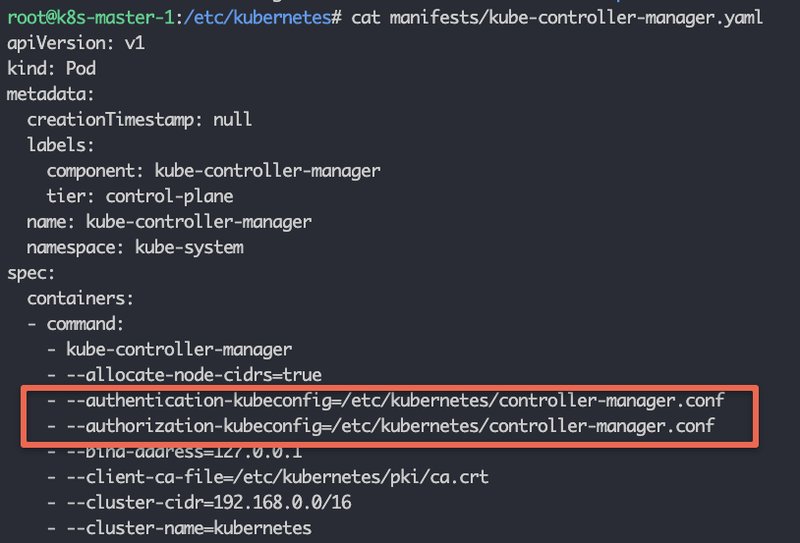 root@k8s-master-1:/etc/kubernetes# cat manifests/kube-controller-manager.yaml
apiVersion: v1
kind: Pod
metadata:
  creationTimestamp: null
  labels:
    component: kube-controller-manager
    tier: control-plane
  name: kube-controller-manager
  namespace: kube-system
spec:
  containers:
  - command:
    - kube-controller-manager
    - --allocate-node-cidrs=true
    - --authentication-kubeconfig=/etc/kubernetes/controller-manager.conf
    - --authorization-kubeconfig=/etc/kubernetes/controller-manager.conf
    - --bind-address=127.0.0.1
    - --client-ca-file=/etc/kubernetes/pki/ca.crt
    - --cluster-cidr=192.168.0.0/16
    - --cluster-name=kubernetes